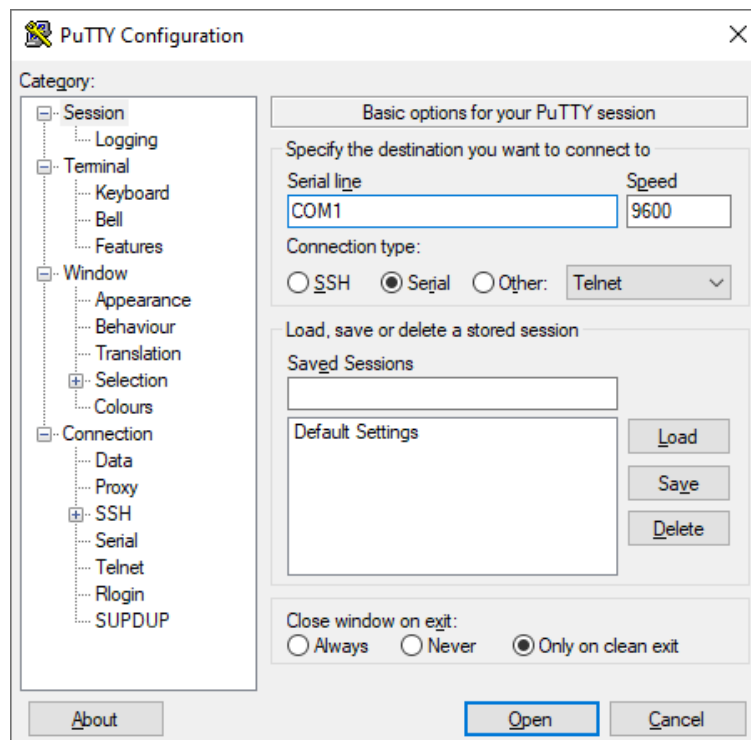 PuTTY Configuration
Category:
Session
Logging
Terminal
Keyboard
Bell
Features
Window
Appearance
Behaviour
Translation
Selection
Colours
Connection
Data
Proxy
SSH
Serial
Telnet
Rlogin
SUPDUP
Basic options for your PuTTY session
Specify the destination you want to connect to
Serial line Speed
COM1 9600
Connection type:
SSH Serial Other: Telnet
Load, save or delete a stored session
Saved Sessions
Default Settings
Load
Save
Delete
Close window on exit:
Always Never Only on clean exit
About Open Cancel